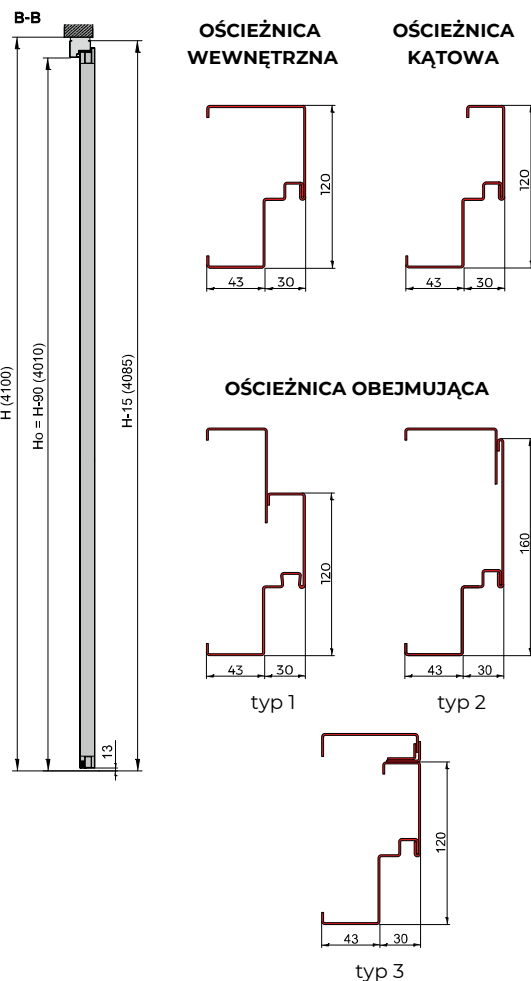 B-B
OŚCIEŻNICA
WEWNĘTRZNA
OŚCIEŻNICA
KĄTOWA
120
43
30
120
43
30
H (4100)
Ho = H-90 (4010)
H-15 (4085)
13
OŚCIEŻNICA OBEJMUJĄCA
120
43
30
typ 1
160
43
30
typ 2
120
43
30
typ 3